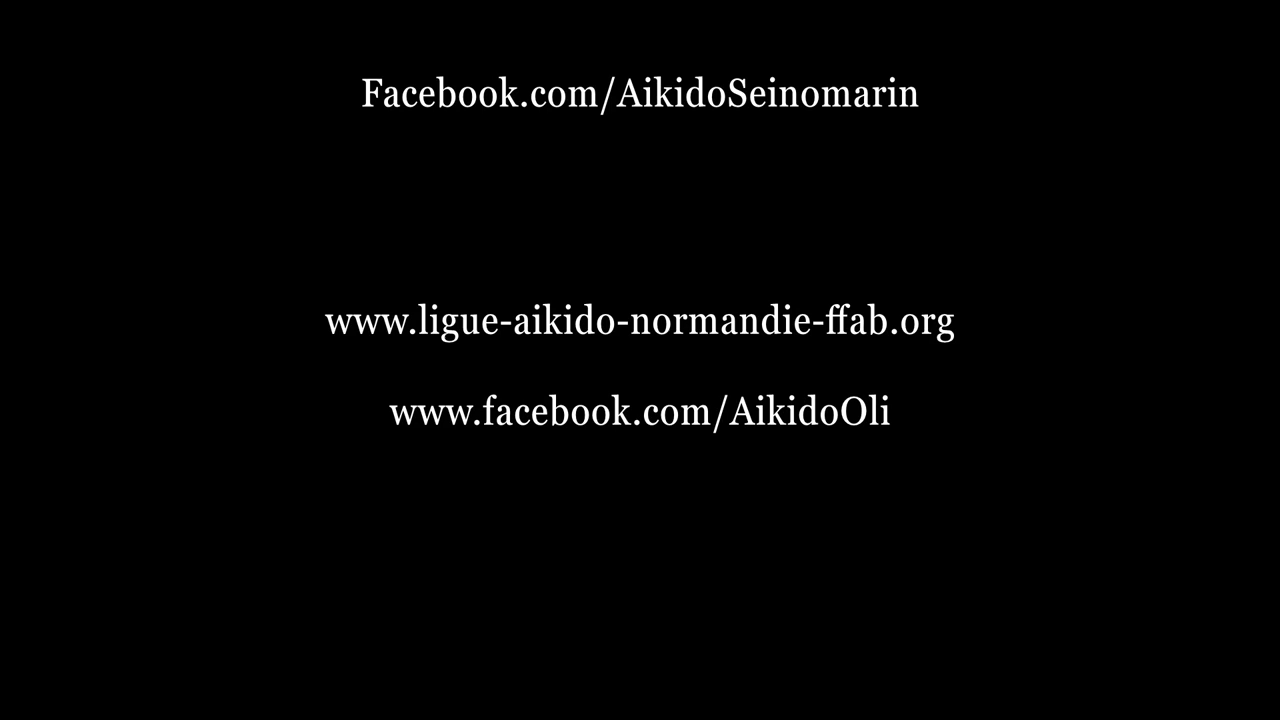 Facebook.com/AikidoSeinomarin
www.ligue-aikido-normandie-ffab.org
www.facebook.com/AikidoOli